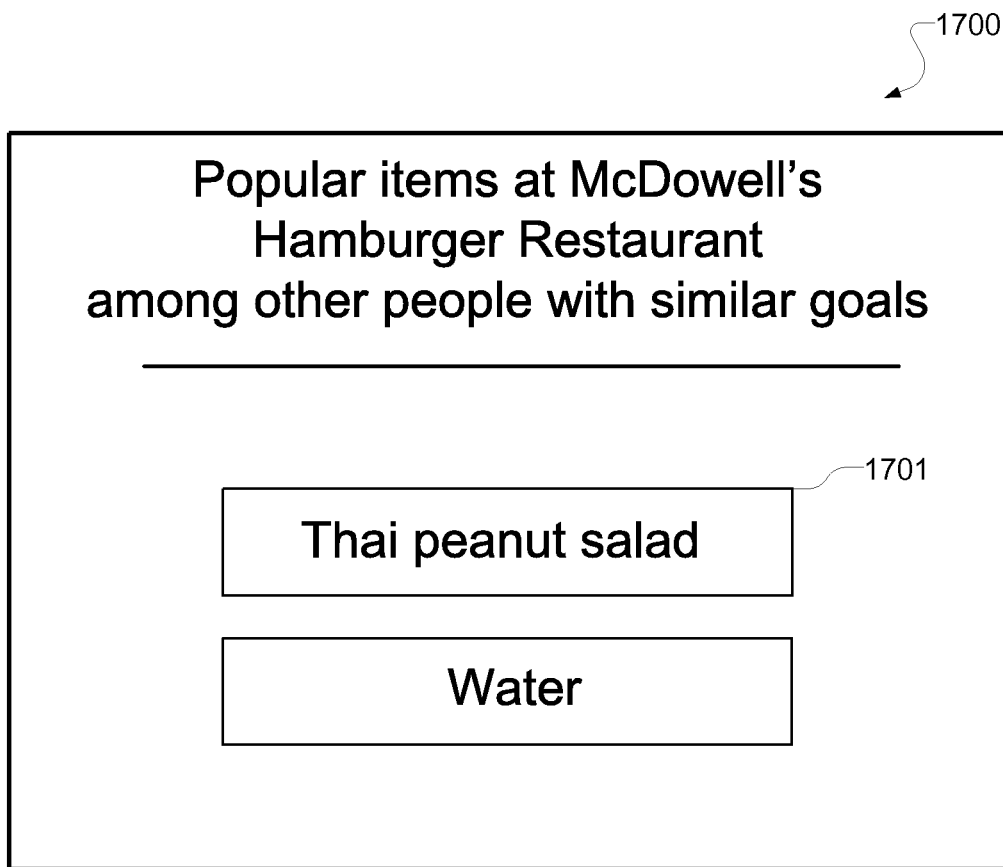 1700
Popular items at McDowell’s
Hamburger Restaurant
among other people with similar goals
1701
Thai peanut salad
Water